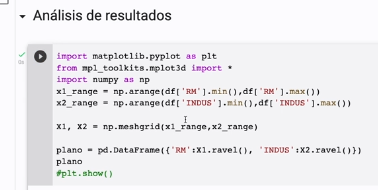 Análisis de resultados
import matplotlib.pyplot as plt
from mpl_toolkits.mplot3d import *
import numpy as np
x1_range = np.arange(df['RM'].min(),df['RM'].max())
x2_range = np.arange(df['INDUS'].min(),df['INDUS'].max())
X1, X2 = np.meshgrid(x1_range,x2_range)
plano = pd.DataFrame({'RM':X1.ravel(), 'INDUS':X2.ravel()})
plano
#plt.show()